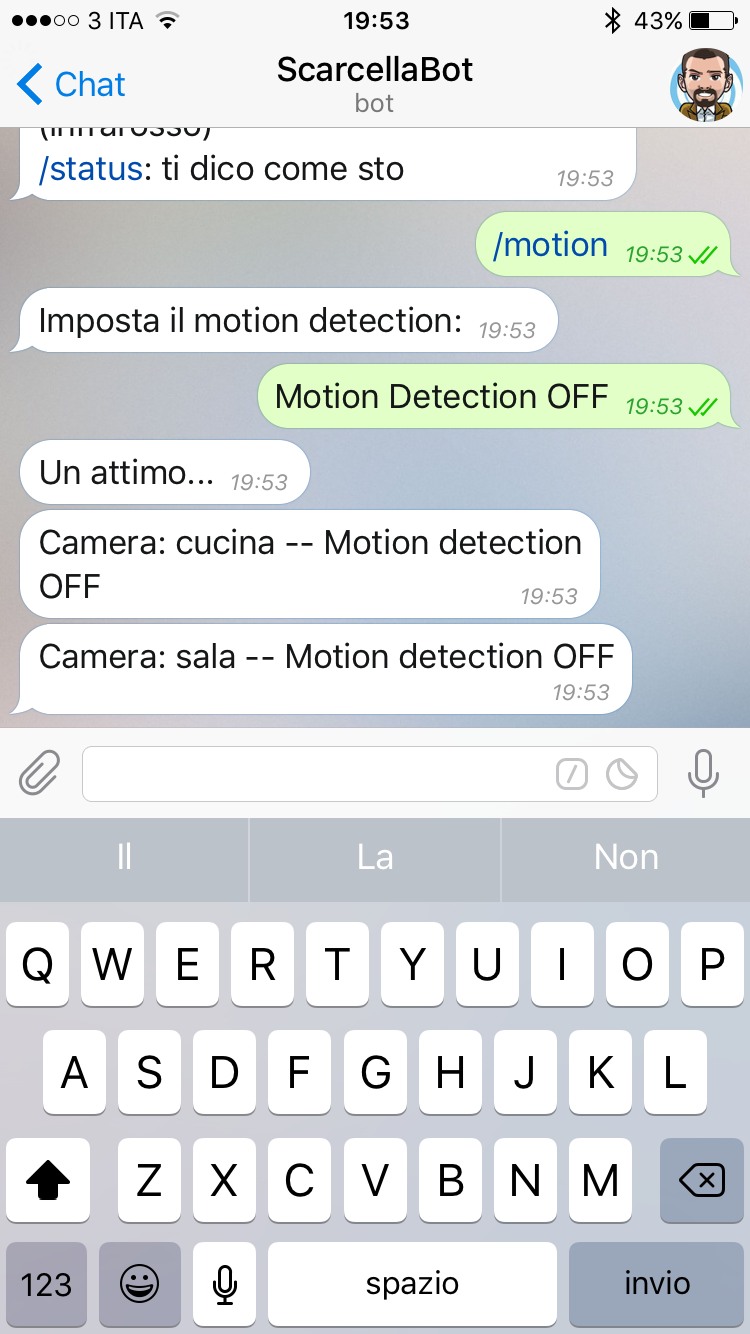 3 ITA 19:53 43%
Chat ScarcellaBot
bot
(infrarosso)
/status: ti dico come sto 19:53
/motion 19:53
Imposta il motion detection: 19:53
Motion Detection OFF 19:53
Un attimo... 19:53
Camera: cucina -- Motion detection
OFF 19:53
Camera: sala -- Motion detection OFF
19:53
Il La Non
Q W E R T Y U I O P
A S D F G H J K L
Z X C V B N M
123 spazio invio